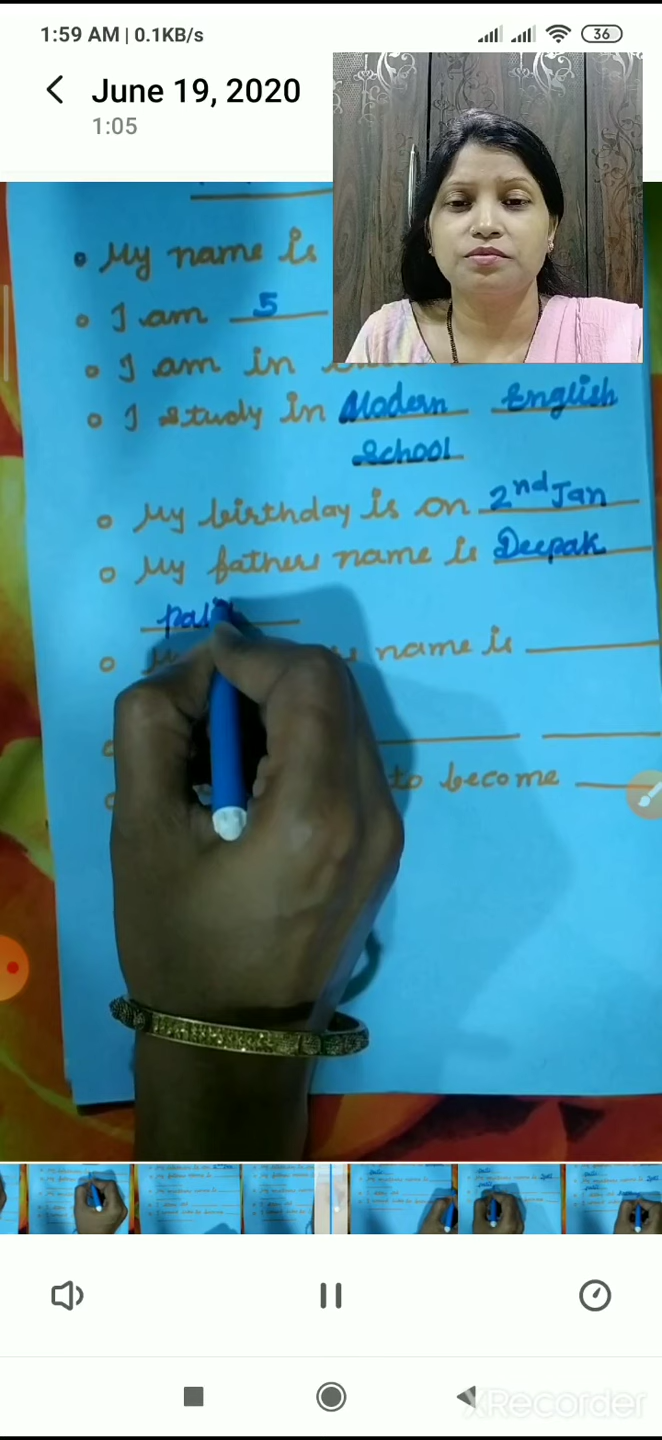 1:59 AM | 0.1KB/s
36
June 19, 2020
1:05
My name is
I am 5
I am in
I study in Modern English
School
My birthday is on 2nd Jan
My fathers name is Deepak
name is
to become
XRecorder